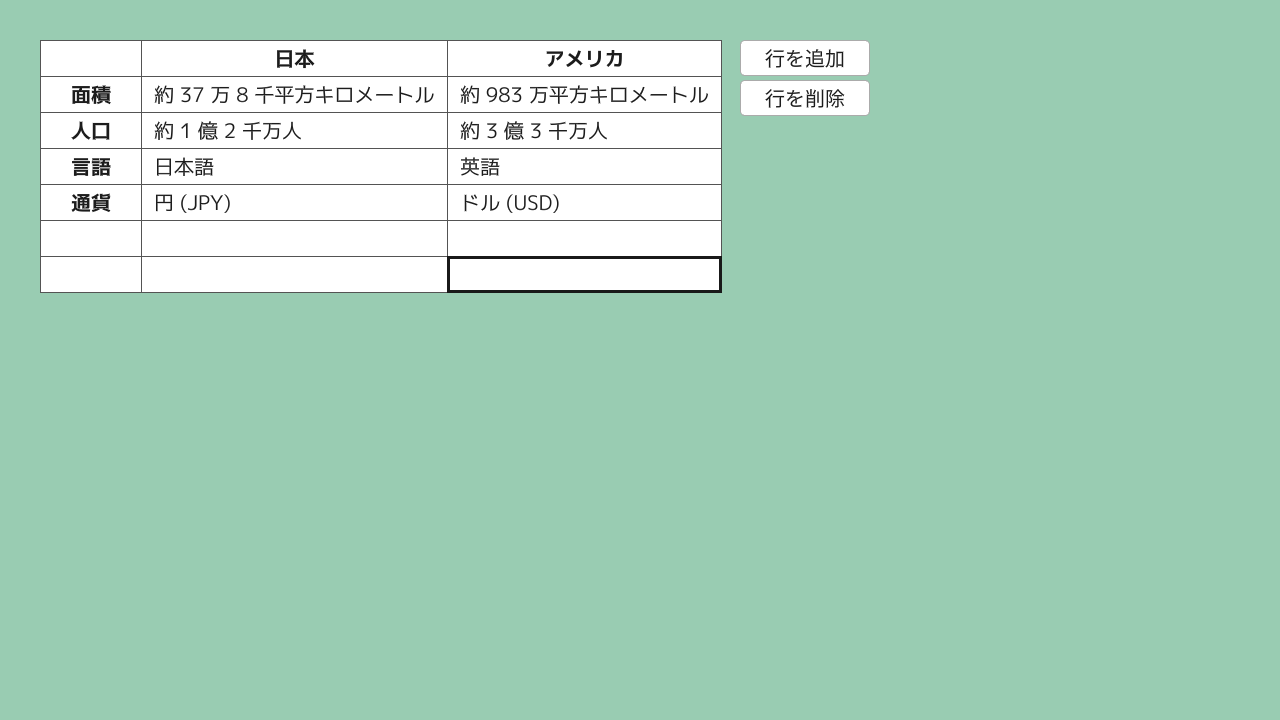 日本 アメリカ
面積 約 37 万 8 千平方キロメートル 約 983 万平方キロメートル
人口 約 1 億 2 千万人 約 3 億 3 千万人
言語 日本語 英語
通貨 円 (JPY) ドル (USD)
行を追加
行を削除